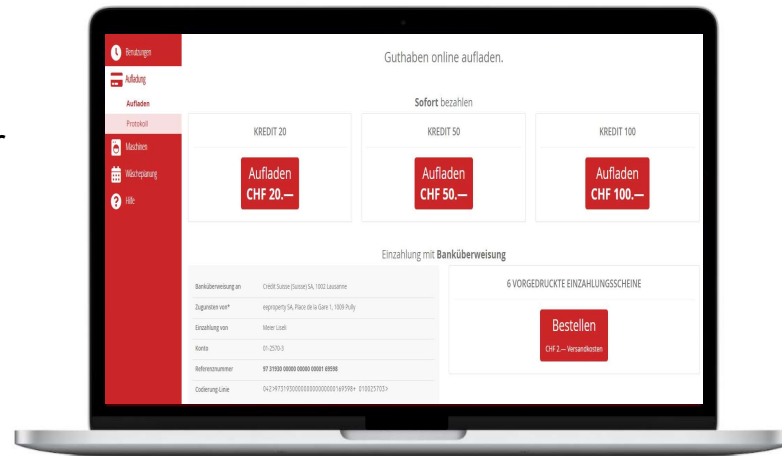 r
Benutzungen
Aufladung
Aufladen
Protokoll
Maschinen
Wäscheplanung
Hilfe
Guthaben online aufladen.
Sofort bezahlen
KREDIT 20
Aufladen
CHF 20.—
KREDIT 50
Aufladen
CHF 50.—
KREDIT 100
Aufladen
CHF 100.—
Einzahlung mit Banküberweisung
Banküberweisung an Crédit Suisse (Suisse) SA, 1002 Lausanne
Zugunsten von* eeproperty SA, Place de la Gare 1, 1009 Pully
Einzahlung von Meier Liseli
Konto 01-2570-3
Referenznummer 97 31930 00000 00000 00001 69598
Codierung-Linie
6 VORGEDRUCKTE EINZAHLUNGSSCHEINE
Bestellen
CHF 2.— Versandkosten